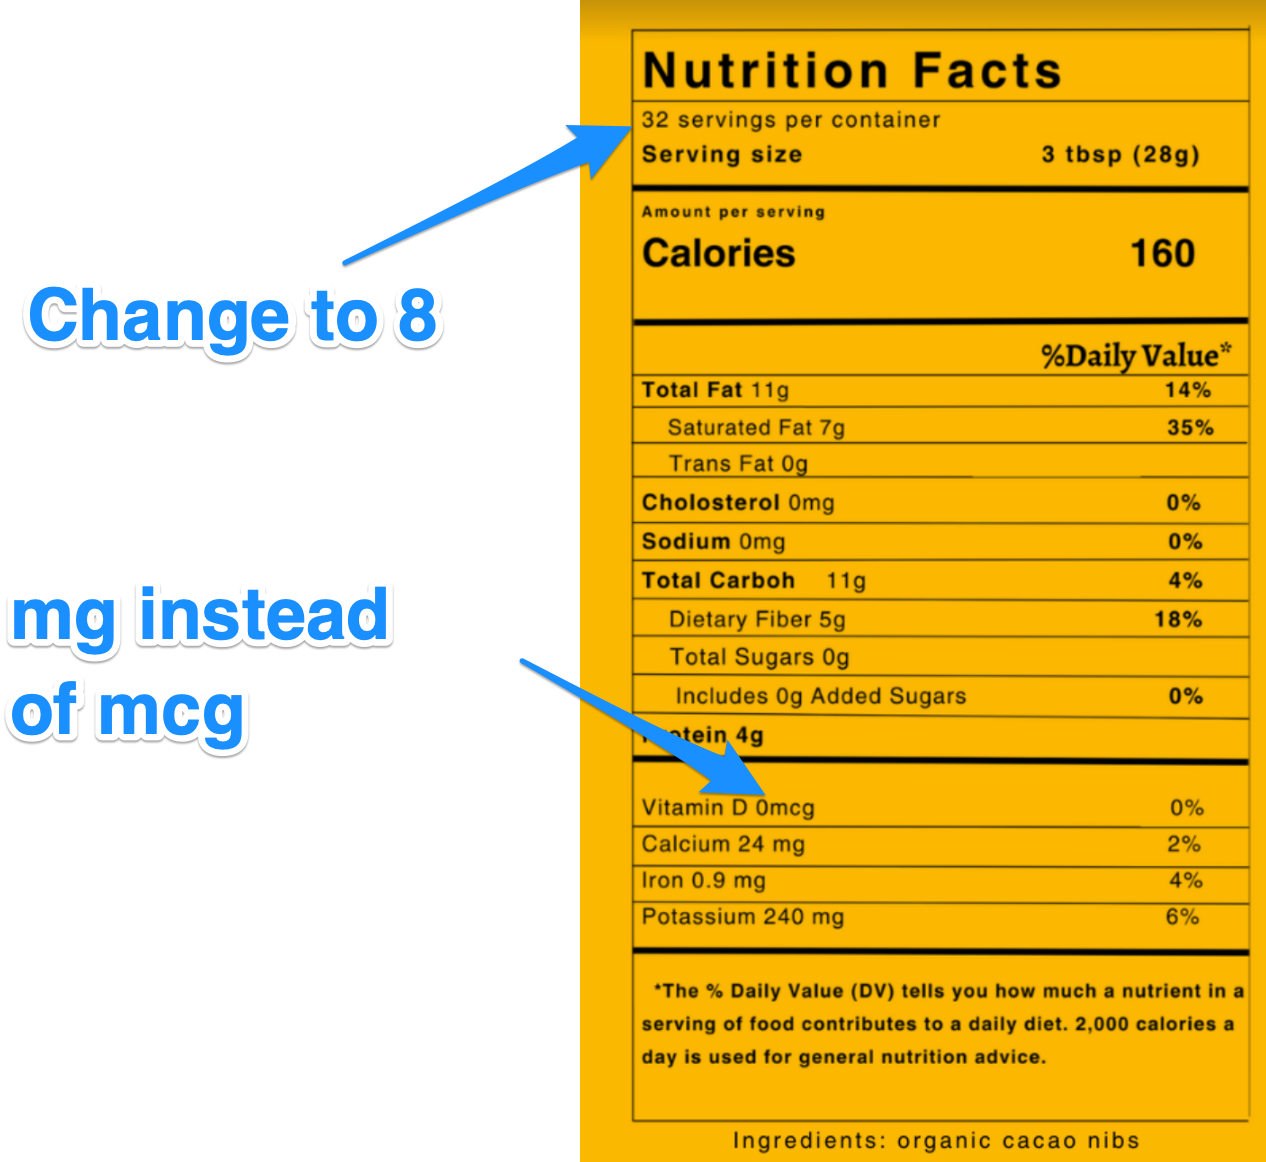 Nutrition Facts
32 servings per container
Serving size 3 tbsp (28g)
Amount per serving
Calories 160
Change to 8
%Daily Value*
Total Fat 11g 14%
Saturated Fat 7g 35%
Trans Fat 0g
Cholosterol 0mg 0%
Sodium 0mg 0%
Total Carboh 11g 4%
mg instead
of mcg
Dietary Fiber 5g 18%
Total Sugars 0g
Includes 0g Added Sugars 0%
Protein 4g
Vitamin D 0mcg 0%
Calcium 24 mg 2%
Iron 0.9 mg 4%
Potassium 240 mg 6%
*The % Daily Value (DV) tells you how much a nutrient in a
serving of food contributes to a daily diet. 2,000 calories a
day is used for general nutrition advice.
Ingredients: organic cacao nibs